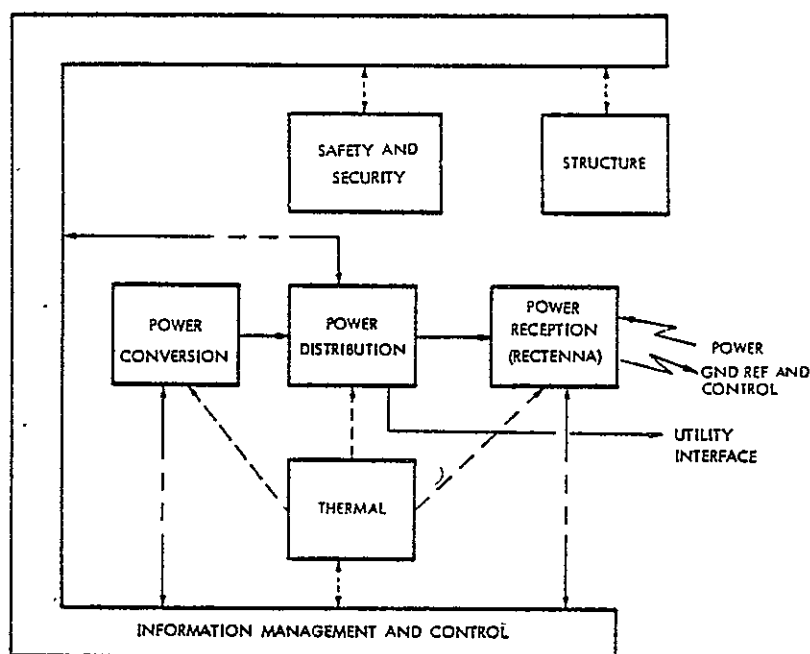 SAFETY AND
SECURITY
STRUCTURE
POWER
CONVERSION
POWER
DISTRIBUTION
POWER
RECEPTION
(RECTENNA)
POWER
GND REF AND
CONTROL
UTILITY
INTERFACE
THERMAL
INFORMATION MANAGEMENT AND CONTROL